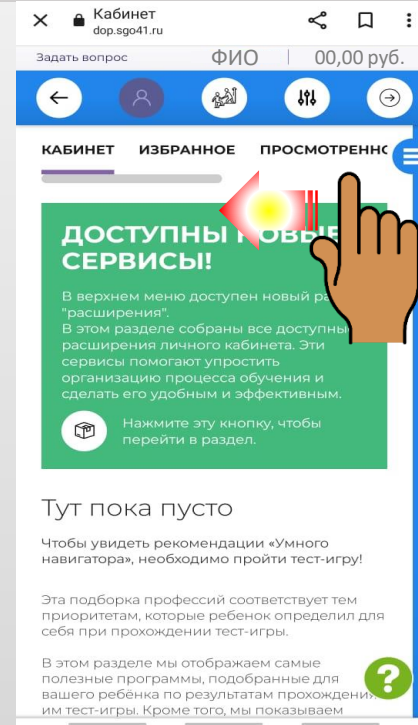 Кабинет
dop.sgo41.ru
Задать вопрос ФИО 00,00 руб.
КАБИНЕТ ИЗБРАННОЕ ПРОСМОТРЕННО
ДОСТУПНЫ НОВЫЕ
СЕРВИСЫ!
В верхнем меню доступен новый ра
"расширения".
В этом разделе собраны все доступны
расширения личного кабинета. Эти
сервисы помогают упростить
организацию процесса обучения и
сделать его удобным и эффективным.
Нажмите эту кнопку, чтобы
перейти в раздел.
Тут пока пусто
Чтобы увидеть рекомендации «Умного
навигатора», необходимо пройти тест-игру!
Эта подборка профессий соответствует тем
приоритетам, которые ребенок определил для
себя при прохождении тест-игры.
В этом разделе мы отображаем самые
полезные программы, подобранные для
вашего ребёнка по результатам прохождени
им тест-игры. Кроме того, мы показываем
?